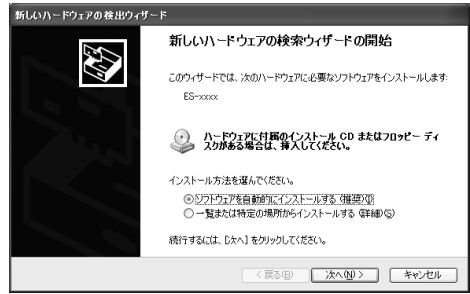 新しいハードウェアの検出ウィザード
新しいハードウェアの検索ウィザードの開始
このウィザードでは、次のハードウェアに必要なソフトウェアをインストールします:
ES-xxxx
ハードウェアに付属のインストール CD またはフロッピー ディ
スクがある場合は、挿入してください。
インストール方法を選んでください。
ソフトウェアを自動的にインストールする (推奨)(I)
一覧または特定の場所からインストールする (詳細)(S)
続行するには、[次へ] をクリックしてください。
< 戻る(B)
次へ(N) >
キャンセル